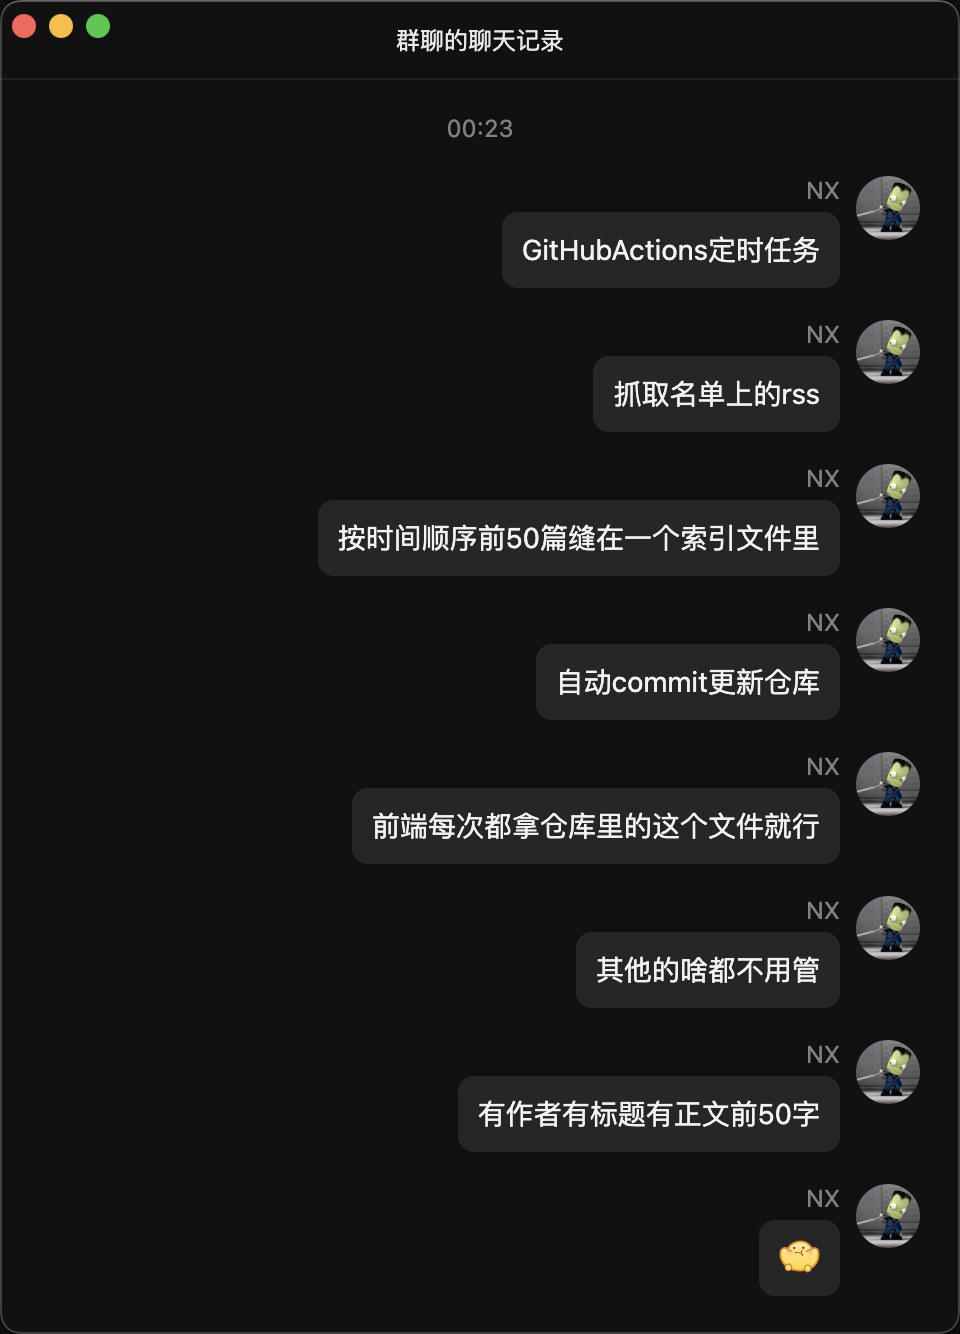 群聊的聊天记录
00:23
NX
GitHubActions定时任务
NX
抓取名单上的rss
NX
按时间顺序前50篇缝在一个索引文件里
NX
自动commit更新仓库
NX
前端每次都拿仓库里的这个文件就行
NX
其他的啥都不用管
NX
有作者有标题有正文前50字
NX